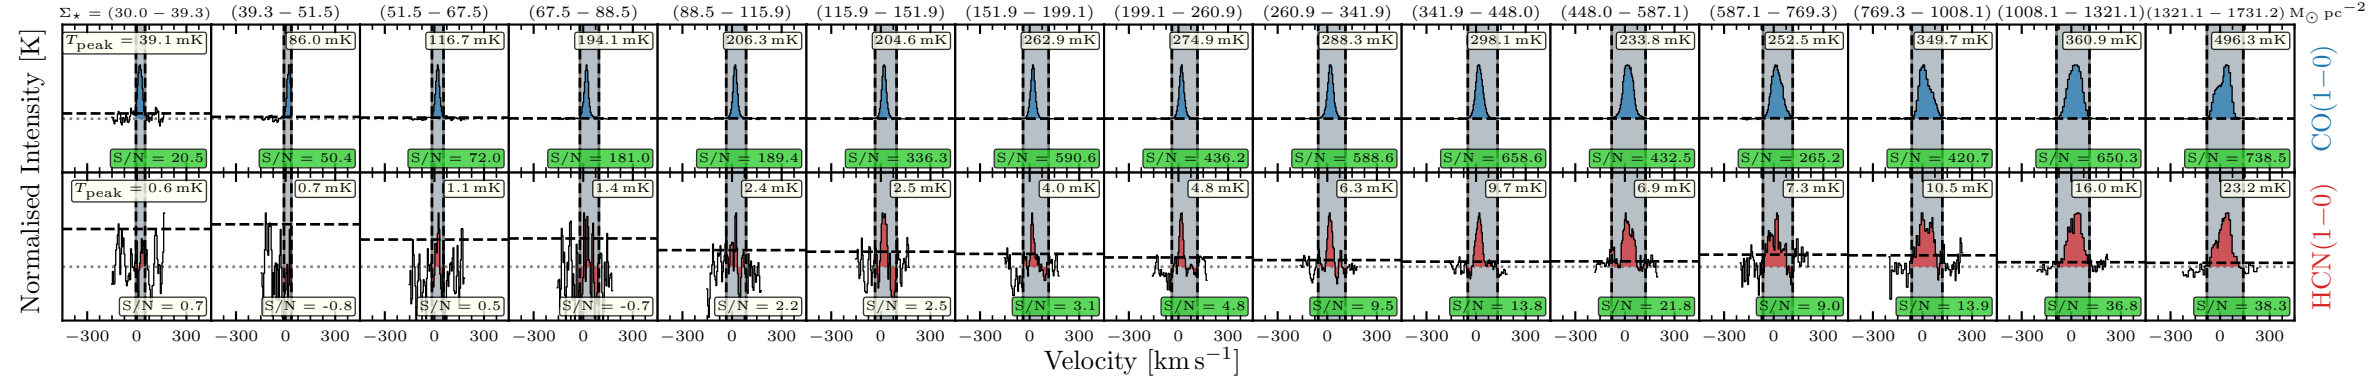 Σ⋆ = (30.0 − 39.3) (39.3 − 51.5) (51.5 − 67.5) (67.5 − 88.5) (88.5 − 115.9) (115.9 − 151.9) (151.9 − 199.1) (199.1 − 260.9) (260.9 − 341.9) (341.9 − 448.0) (448.0 − 587.1) (587.1 − 769.3) (769.3 − 1008.1) (1008.1 − 1321.1) (1321.1 − 1731.2) M⊙ pc−2
Tpeak = 39.1 mK 86.0 mK 116.7 mK 194.1 mK 206.3 mK 204.6 mK 262.9 mK 274.9 mK 288.3 mK 298.1 mK 233.8 mK 252.5 mK 349.7 mK 360.9 mK 496.3 mK
S/N = 20.5 S/N = 50.4 S/N = 72.0 S/N = 181.0 S/N = 189.4 S/N = 336.3 S/N = 590.6 S/N = 436.2 S/N = 588.6 S/N = 658.6 S/N = 432.5 S/N = 265.2 S/N = 420.7 S/N = 650.3 S/N = 738.5
CO(1−0)
Tpeak = 0.6 mK 0.7 mK 1.1 mK 1.4 mK 2.4 mK 2.5 mK 4.0 mK 4.8 mK 6.3 mK 9.7 mK 6.9 mK 7.3 mK 10.5 mK 16.0 mK 23.2 mK
S/N = 0.7 S/N = -0.8 S/N = 0.5 S/N = -0.7 S/N = 2.2 S/N = 2.5 S/N = 3.1 S/N = 4.8 S/N = 9.5 S/N = 13.8 S/N = 21.8 S/N = 9.0 S/N = 13.9 S/N = 36.8 S/N = 38.3
HCN(1−0)
Normalised Intensity [K]
−300 0 300 −300 0 300 −300 0 300 −300 0 300 −300 0 300 −300 0 300 −300 0 300 −300 0 300 −300 0 300 −300 0 300 −300 0 300 −300 0 300 −300 0 300 −300 0 300 −300 0 300
Velocity [km s−1]